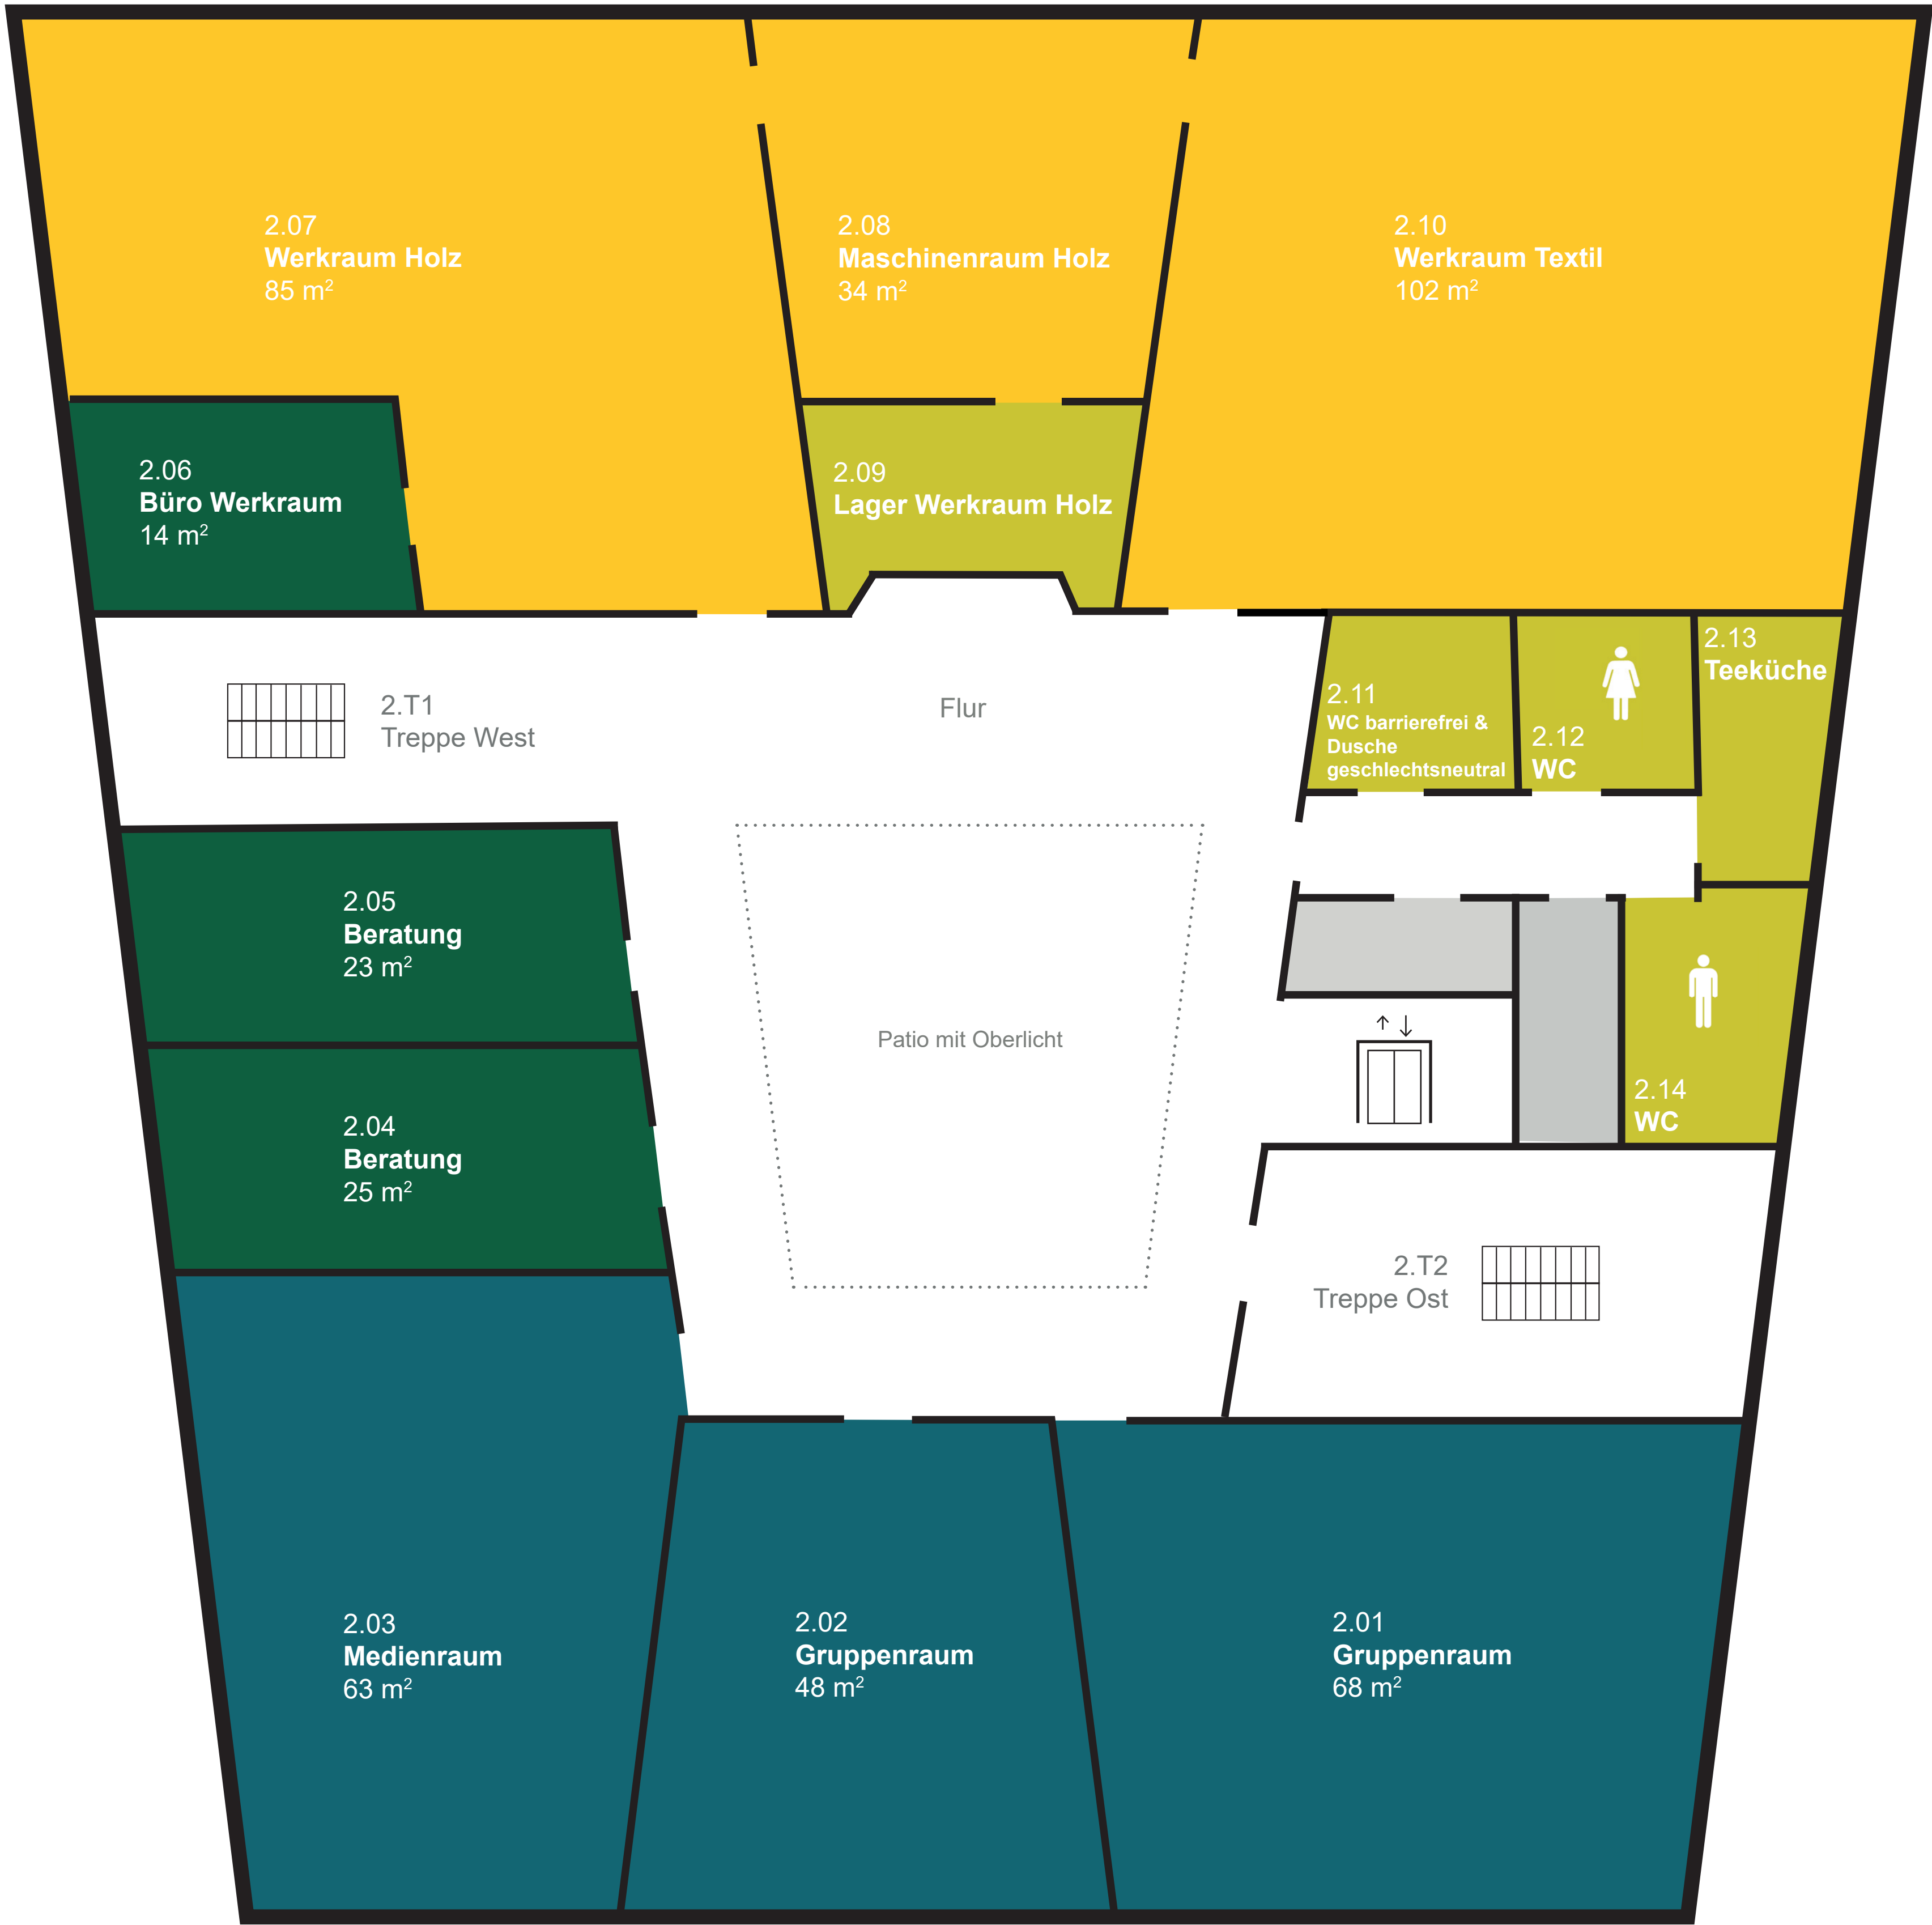 2.07
Werkraum Holz
85 m²
2.08
Maschinenraum Holz
34 m²
2.10
Werkraum Textil
102 m²
2.06
Büro Werkraum
14 m²
2.09
Lager Werkraum Holz
2.T1
Treppe West
Flur
2.11
WC barrierefrei &
Dusche
geschlechtsneutral
2.12
WC
2.13
Teeküche
2.05
Beratung
23 m²
Patio mit Oberlicht
2.04
Beratung
25 m²
2.14
WC
2.T2
Treppe Ost
2.03
Medienraum
63 m²
2.02
Gruppenraum
48 m²
2.01
Gruppenraum
68 m²